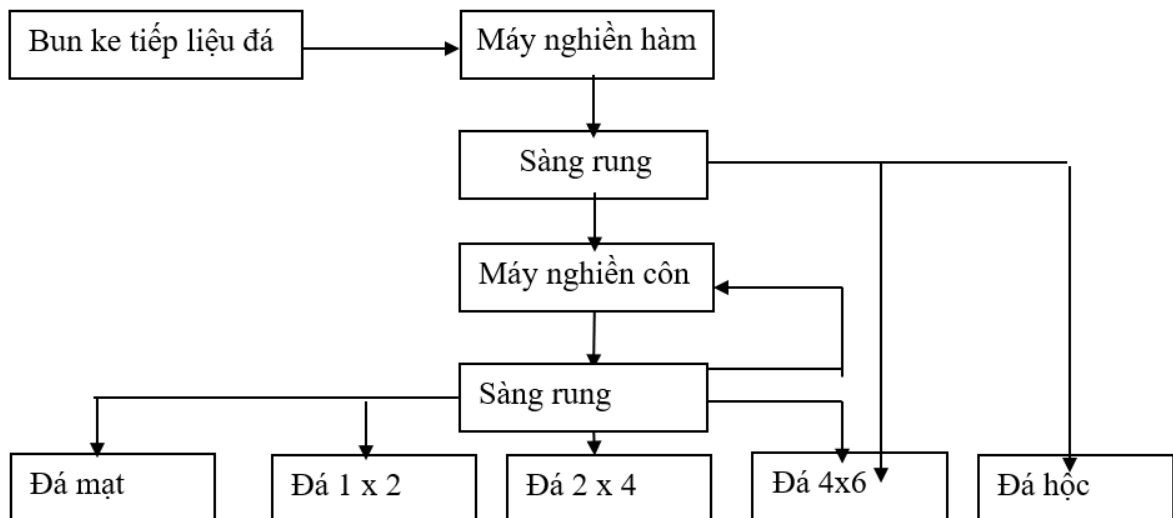 Bun ke tiếp liệu đá
Máy nghiền hàm
Sàng rung
Máy nghiền côn
Sàng rung
Đá mạt
Đá 1 x 2
Đá 2 x 4
Đá 4x6
Đá hộc